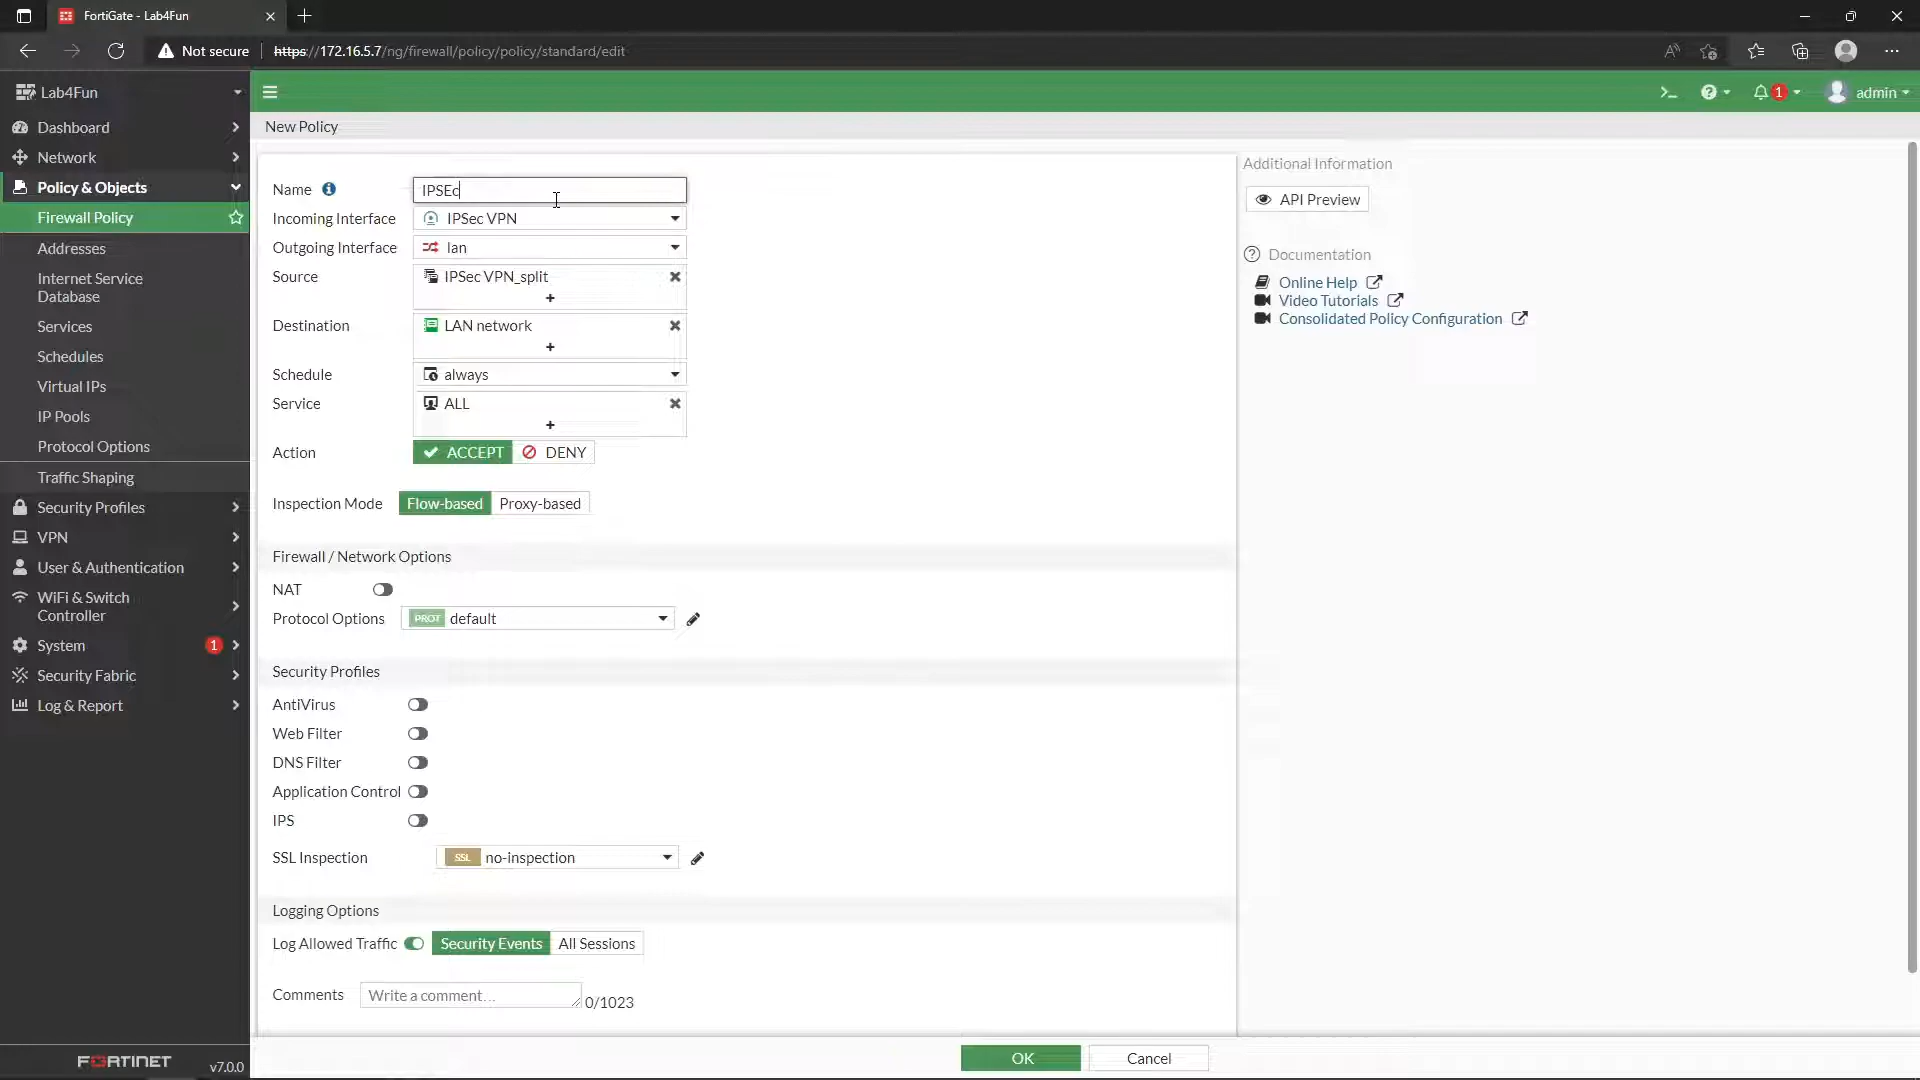 FortiGate - Lab4Fun
Not secure
https://172.16.5.7/ng/firewall/policy/policy/standard/edit
Lab4Fun
1
admin
Dashboard
Network
Policy & Objects
Firewall Policy
Addresses
Internet Service
Database
Services
Schedules
Virtual IPs
IP Pools
Protocol Options
Traffic Shaping
Security Profiles
VPN
User & Authentication
WiFi & Switch
Controller
System 1
Security Fabric
Log & Report
FORTINET v7.0.0
New Policy
Name IPSEc
Incoming Interface IPSec VPN
Outgoing Interface lan
Source IPSec VPN_split
+
Destination LAN network
+
Schedule always
Service ALL
+
Action ACCEPT DENY
Inspection Mode Flow-based Proxy-based
Firewall / Network Options
NAT
Protocol Options PROT default
Security Profiles
AntiVirus
Web Filter
DNS Filter
Application Control
IPS
SSL Inspection SSL no-inspection
Logging Options
Log Allowed Traffic Security Events All Sessions
Comments Write a comment... 0/1023
OK Cancel
Additional Information
API Preview
Documentation
Online Help
Video Tutorials
Consolidated Policy Configuration